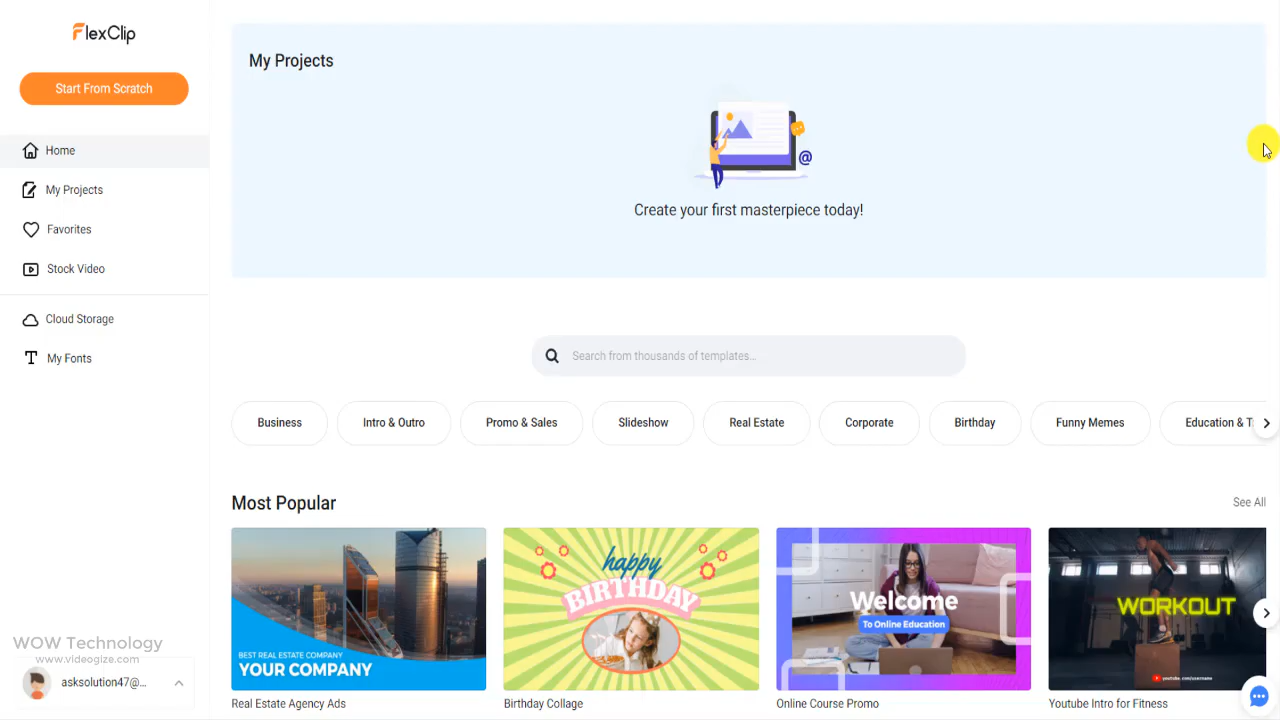 FlexClip
Start From Scratch
Home
My Projects
Favorites
Stock Video
Cloud Storage
My Fonts
WOW Technology
www.videogize.com
asksolution47@...
My Projects
@
Create your first masterpiece today!
Search from thousands of templates...
Business
Intro & Outro
Promo & Sales
Slideshow
Real Estate
Corporate
Birthday
Funny Memes
Education & T
Most Popular
See All
BEST REAL ESTATE COMPANY
YOUR COMPANY
Real Estate Agency Ads
happy
BIRTHDAY
Birthday Collage
Welcome
To Online Education
Online Course Promo
WORKOUT
youtube.com/username
Youtube Intro for Fitness